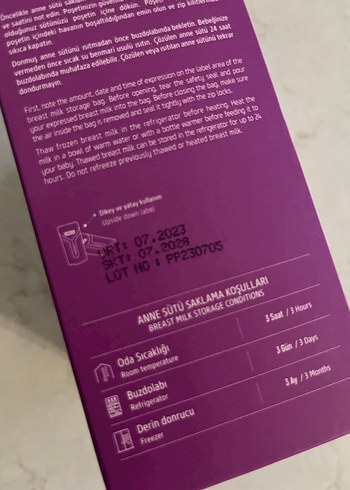 Öncelikle anne sütü
ve saatini not edin. Poşetinizin güvenli
olduğunuz sütünüzü poşetin içine dökün. Poşeti
poşetin içindeki havanın boşaltıldığından emin olun ve zip kilitlerinden
sıkıca kapatın.
Donmuş anne sütünü ısıtmadan önce buzdolabında bekletin. Bebeğinize
vermeden önce sıcak su benmari usulü ısıtın. Çözülen anne sütü 24 saat
buzdolabında muhafaza edilebilir. Çözülen veya ısıtılan anne sütünü tekrar
dondurmayın.
First, note the amount, date and time of expression on the label area of the
breast milk storage bag. Before opening, tear the safety seal and pour
your expressed breast milk into the bag. Before closing the bag, make sure
the air inside the bag is removed and seal it tightly with the zip locks.
Thaw frozen breast milk in the refrigerator before heating. Heat the
milk in a bowl of warm water or with a bottle warmer before feeding it to
your baby. Thawed breast milk can be stored in the refrigerator for up to 24
hours. Do not refreeze previously thawed or heated breast milk.
Dikey ve yatay kullanım
Upside down label
ÜRT: 07.2023
SKT: 07.2028
LOT NO : PP230705
ANNE SÜTÜ SAKLAMA KOŞULLARI
BREAST MILK STORAGE CONDITIONS
Oda Sıcaklığı 3 Saat / 3 Hours
Room temperature
Buzdolabı 3 Gün / 3 Days
Refrigerator
Derin dondurucu 3 Ay / 3 Months
Freezer